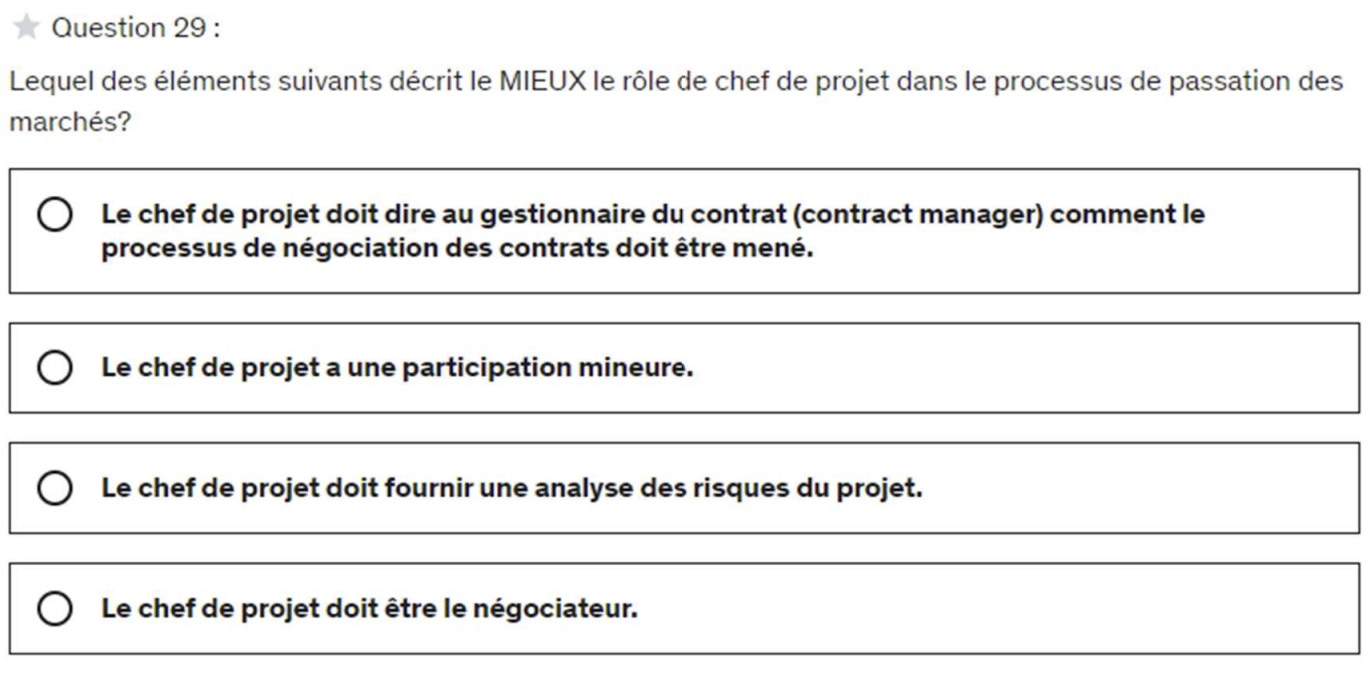 Question 29 :
Lequel des éléments suivants décrit le MIEUX le rôle de chef de projet dans le processus de passation des
marchés?
Le chef de projet doit dire au gestionnaire du contrat (contract manager) comment le
processus de négociation des contrats doit être mené.
Le chef de projet a une participation mineure.
Le chef de projet doit fournir une analyse des risques du projet.
Le chef de projet doit être le négociateur.